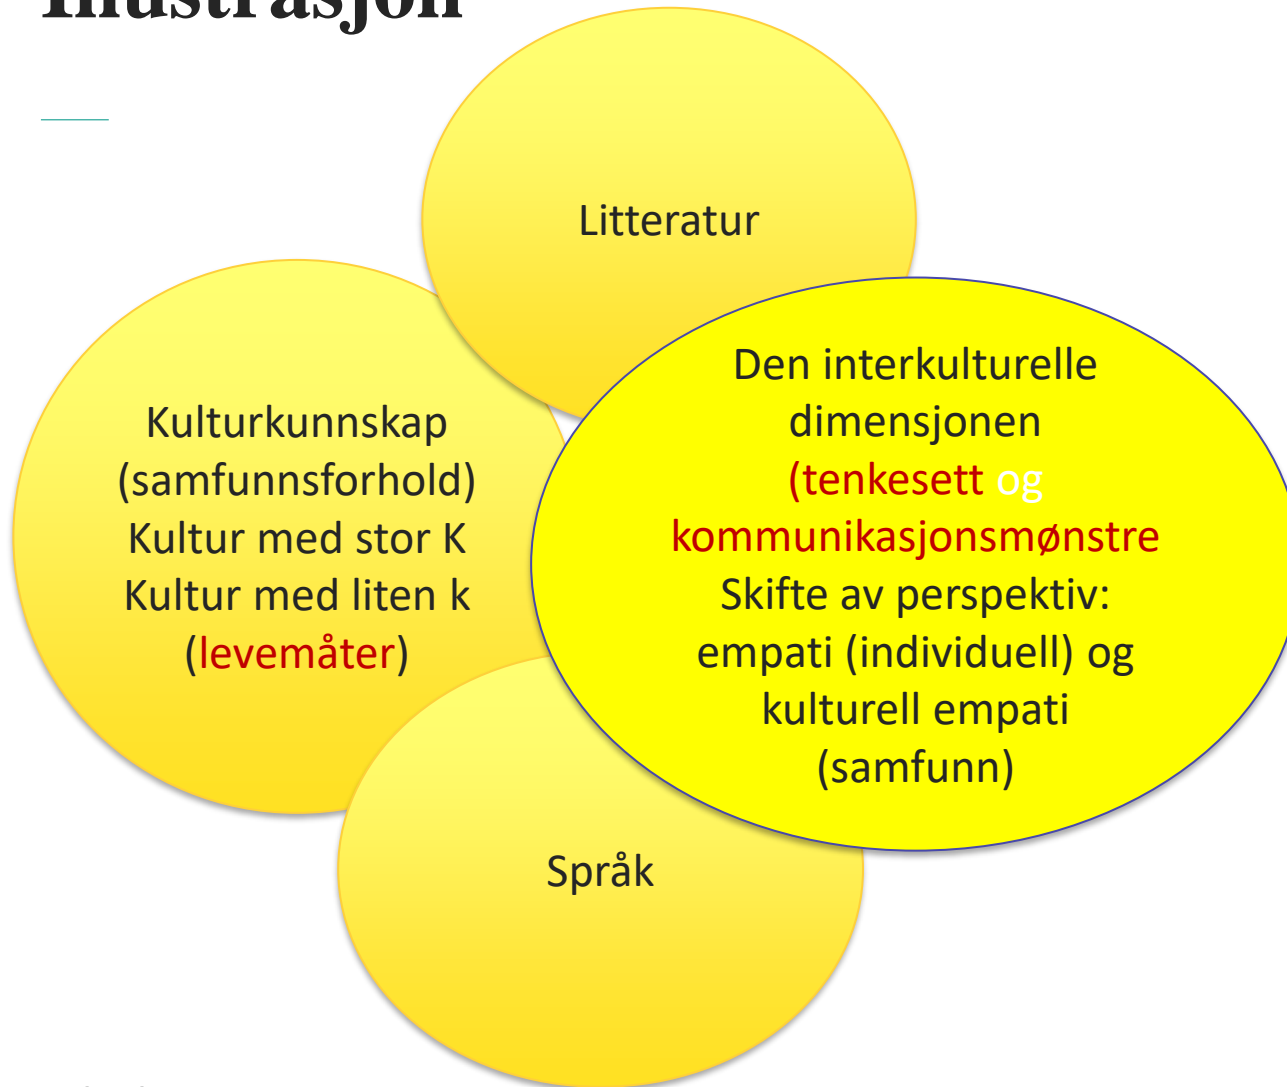 Illustrasjon
Litteratur
Kulturkunnskap
(samfunnsforhold)
Kultur med stor K
Kultur med liten k
(levemåter)
Den interkulturelle
dimensjonen
(tenkesett og
kommunikasjonsmønstre
Skifte av perspektiv:
empati (individuell) og
kulturell empati
(samfunn)
Språk